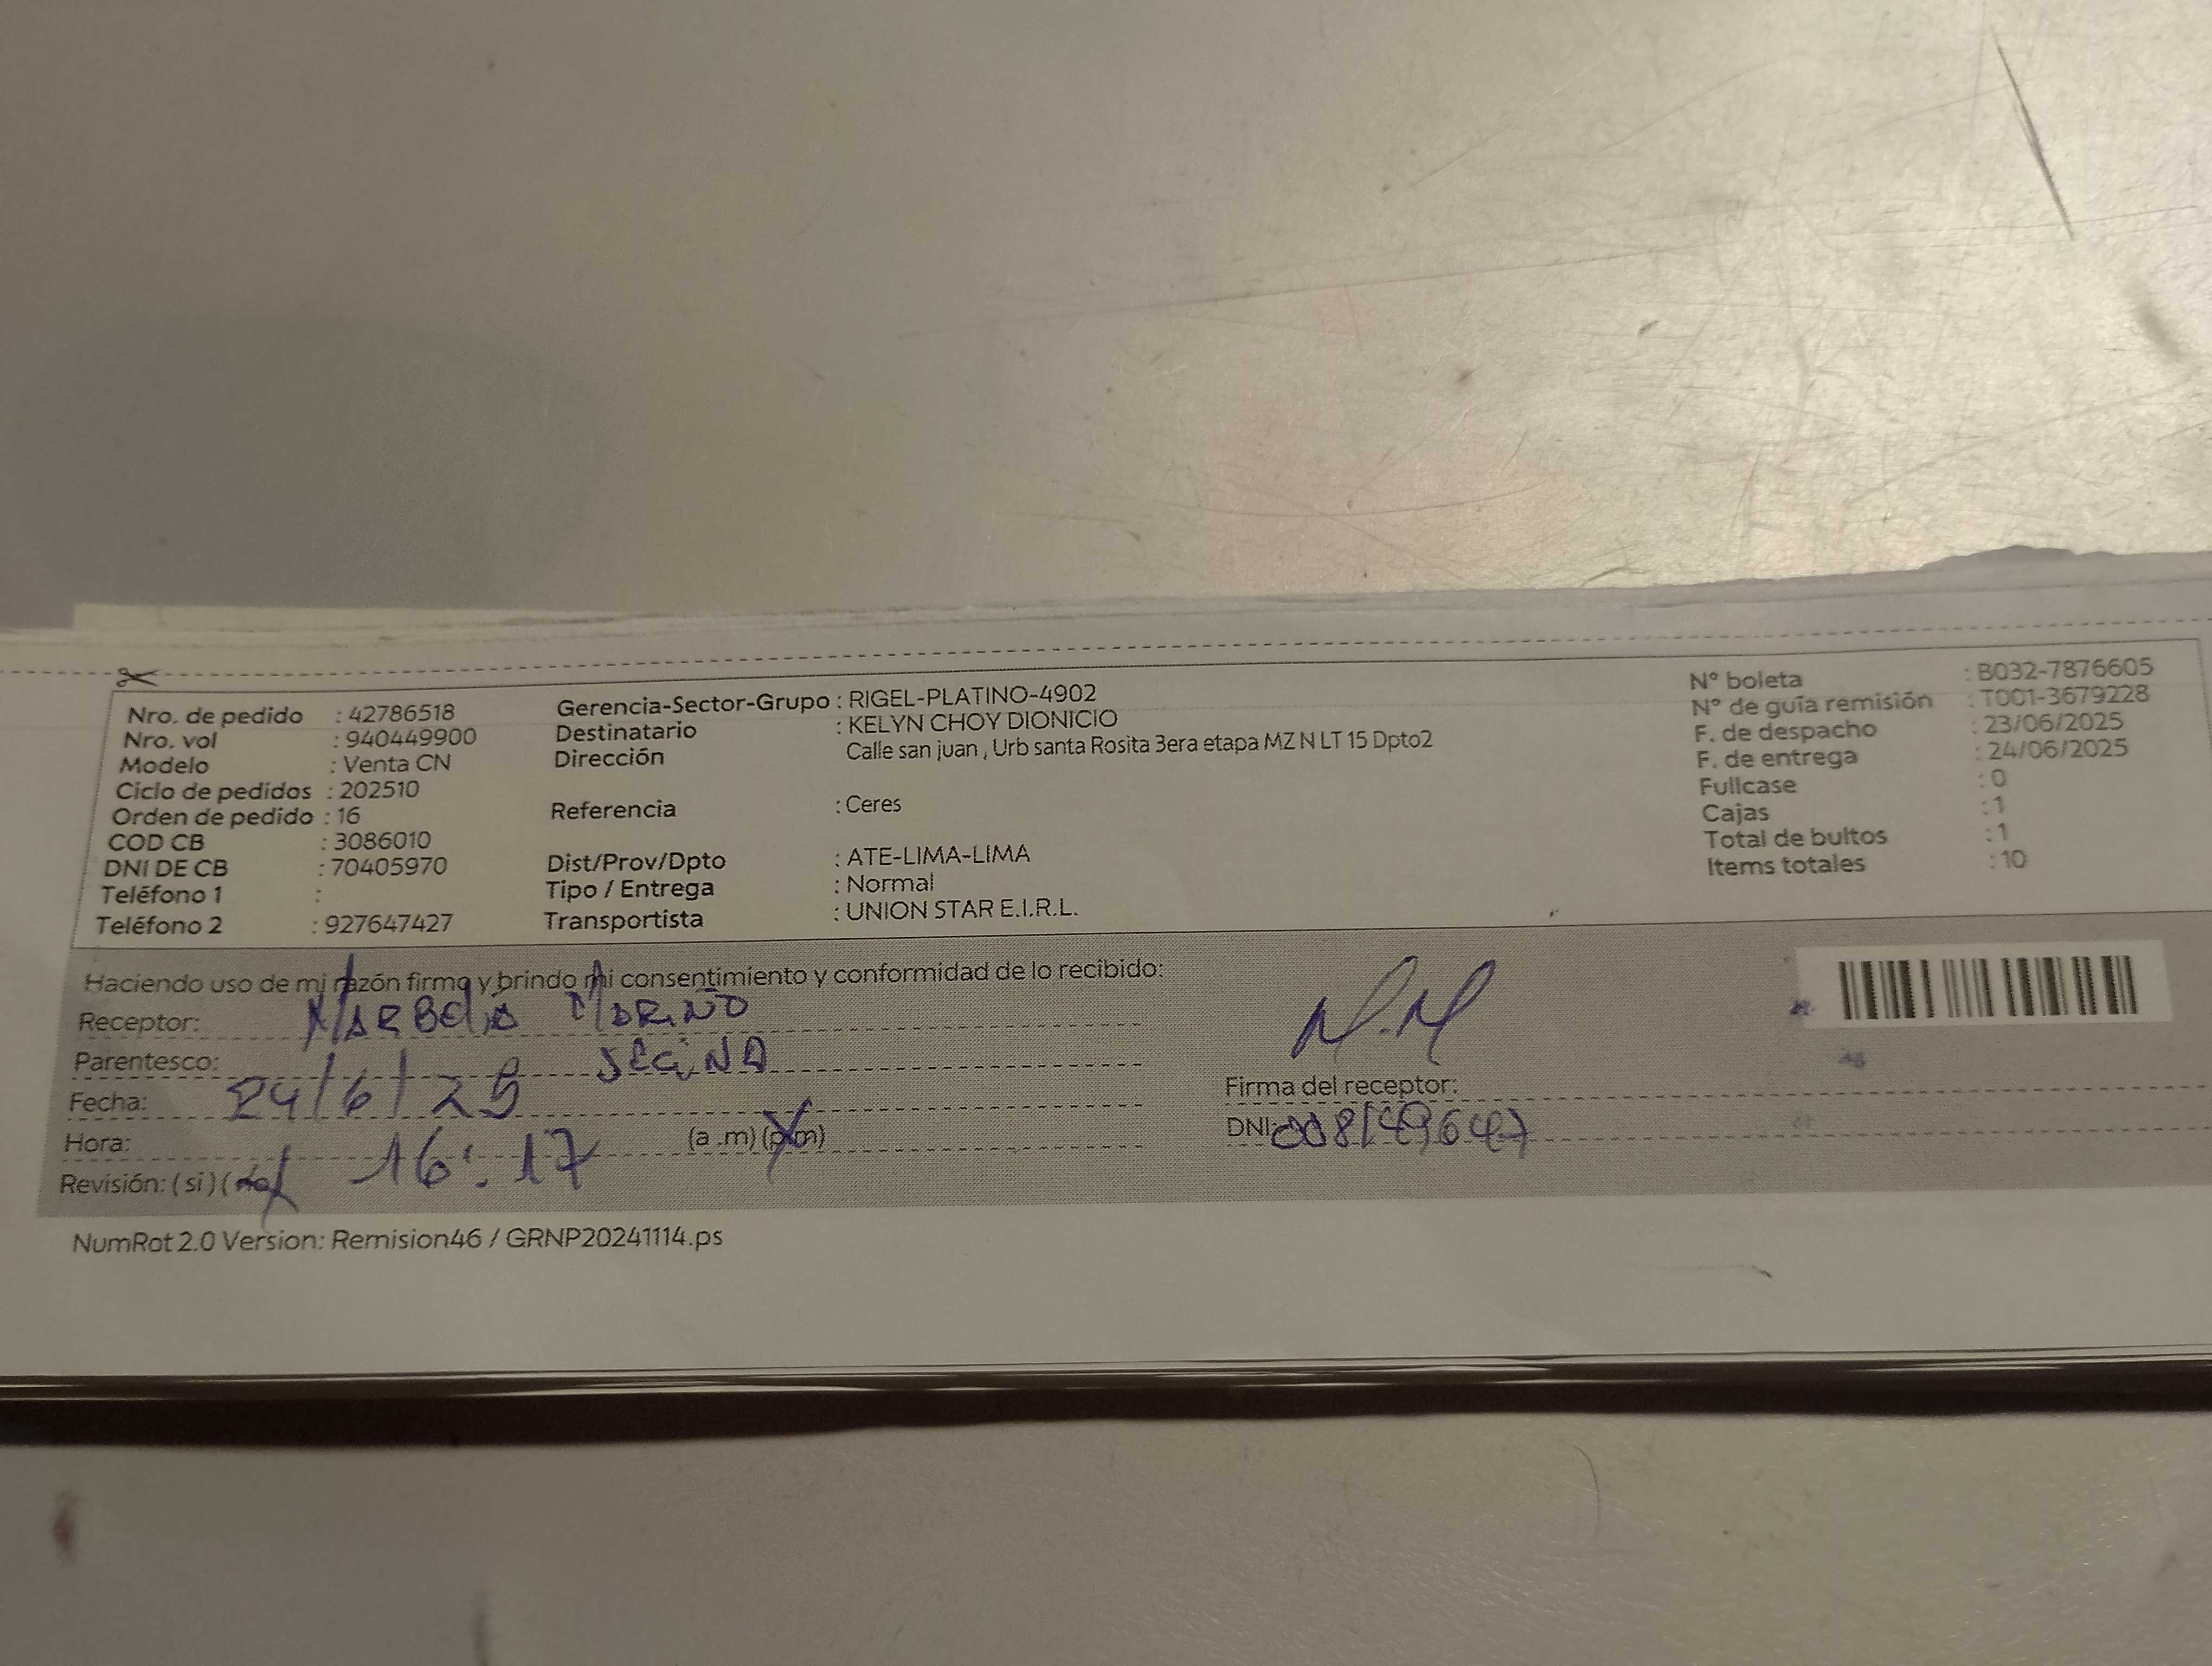 Nro. de pedido : 42786518
Nro. vol : 940449900
Modelo : Venta CN
Ciclo de pedidos : 202510
Orden de pedido : 16
COD CB : 3086010
DNI DE CB : 70405970
Teléfono 1 :
Teléfono 2 : 927647427
Gerencia-Sector-Grupo : RIGEL-PLATINO-4902
Destinatario : KELYN CHOY DIONICIO
Dirección Calle san juan , Urb santa Rosita 3era etapa MZ N LT 15 Dpto2
Referencia : Ceres
Dist/Prov/Dpto : ATE-LIMA-LIMA
Tipo / Entrega : Normal
Transportista : UNION STAR E.I.R.L.
N° boleta : B032-7876605
N° de guía remisión : T001-3679228
F. de despacho : 23/06/2025
F. de entrega : 24/06/2025
Fullcase : 0
Cajas : 1
Total de bultos : 1
Items totales : 10
Haciendo uso de mi razón firma y brindo mi consentimiento y conformidad de lo recibido:
Receptor: MARBELIS MARIÑO
Parentesco:
Fecha: 24/6/25
Hora: 16:17 (a .m) (p.m)
Revisión: ( si ) ( no )
M.M
Firma del receptor:
DNI:
NumRot 2.0 Version: Remision46 / GRNP20241114.ps